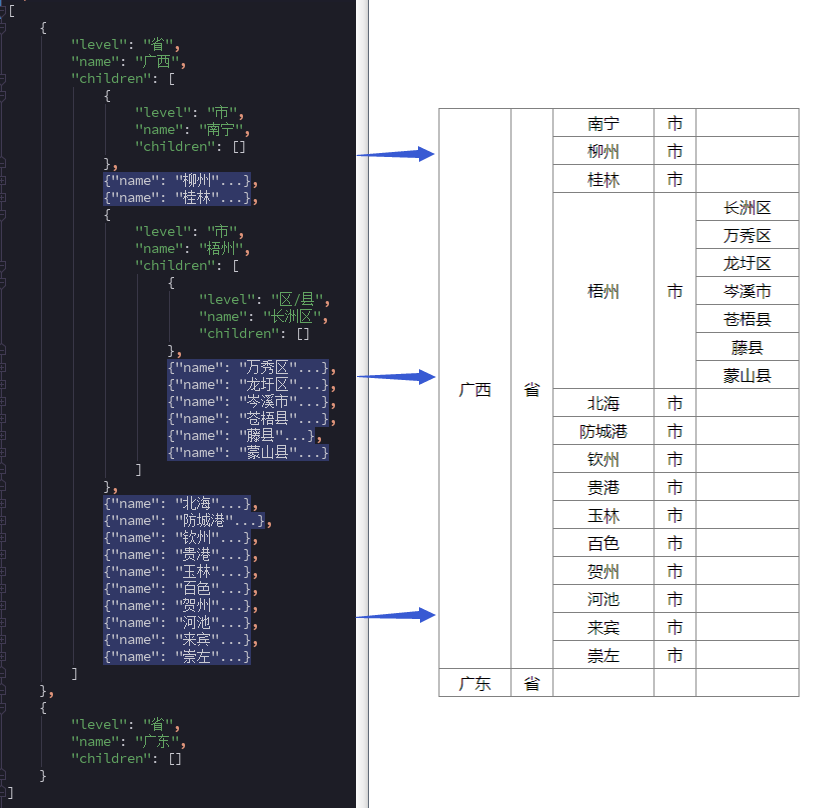 [
{
"level": "省",
"name": "广西",
"children": [
{
"level": "市",
"name": "南宁",
"children": []
},
{"name": "柳州"...},
{"name": "桂林"...},
{
"level": "市",
"name": "梧州",
"children": [
{
"level": "区/县",
"name": "长洲区",
"children": []
},
{"name": "万秀区"...},
{"name": "龙圩区"...},
{"name": "岑溪市"...},
{"name": "苍梧县"...},
{"name": "藤县"...},
{"name": "蒙山县"...}
]
},
{"name": "北海"...},
{"name": "防城港"...},
{"name": "钦州"...},
{"name": "贵港"...},
{"name": "玉林"...},
{"name": "百色"...},
{"name": "贺州"...},
{"name": "河池"...},
{"name": "来宾"...},
{"name": "崇左"...}
]
},
{
"level": "省",
"name": "广东",
"children": []
}
]
南宁 市
柳州 市
桂林 市
长洲区
万秀区
龙圩区
梧州 市 岑溪市
苍梧县
藤县
蒙山县
广西 省
北海 市
防城港 市
钦州 市
贵港 市
玉林 市
百色 市
贺州 市
河池 市
来宾 市
崇左 市
广东 省